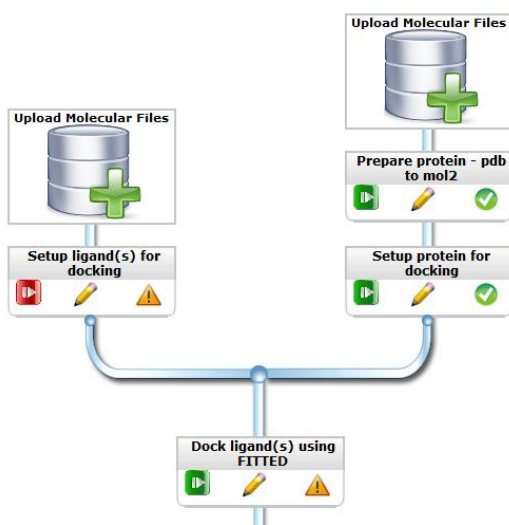 Upload Molecular Files
Upload Molecular Files
Prepare protein - pdb
to mol2
Setup ligand(s) for
docking
Setup protein for
docking
Dock ligand(s) using
FITTED